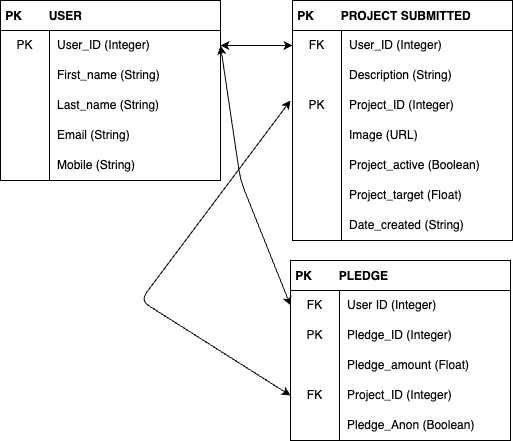 PK USER
PK User_ID (Integer)
First_name (String)
Last_name (String)
Email (String)
Mobile (String)
PK PROJECT SUBMITTED
FK User_ID (Integer)
Description (String)
PK Project_ID (Integer)
Image (URL)
Project_active (Boolean)
Project_target (Float)
Date_created (String)
PK PLEDGE
FK User ID (Integer)
PK Pledge_ID (Integer)
Pledge_amount (Float)
FK Project_ID (Integer)
Pledge_Anon (Boolean)